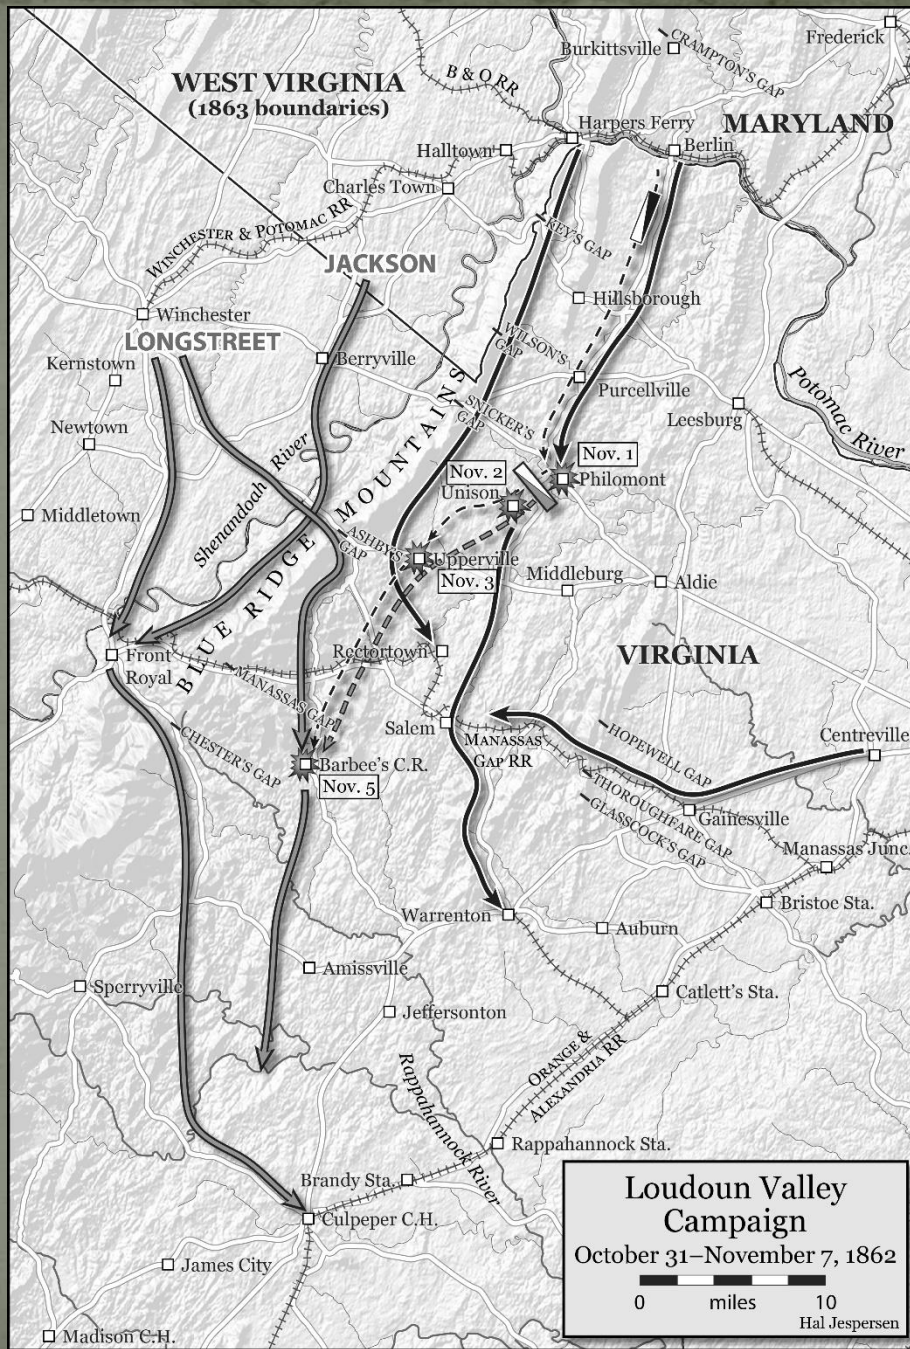 Frederick
CRAMPTON'S GAP
Burkittsville
WEST VIRGINIA
(1863 boundaries)
B & O RR
Harpers Ferry
MARYLAND
Halltown
Berlin
Charles Town
WINCHESTER & POTOMAC RR
KEY'S GAP
JACKSON
Hillsborough
Winchester
LONGSTREET
WILSON'S
GAP
Berryville
Kernstown
Potomac River
Purcellville
SNICKER'S
GAP
Leesburg
Newtown
Nov. 1
Nov. 2
Philomont
Unison
Shenandoah River
Middletown
BLUE RIDGE MOUNTAINS
ASHBY'S
GAP
Upperville
Nov. 3
Middleburg
Aldie
Rectortown
Front
Royal
VIRGINIA
MANASSAS GAP
Salem
MANASSAS
GAP RR
HOPEWELL GAP
Centreville
CHESTER'S GAP
Barbee's C.R.
Nov. 5
THOROUGHFARE GAP
GLASSCOCK'S GAP
Gainesville
Manassas Junc.
Bristoe Sta.
Warrenton
Auburn
Amissville
Sperryville
Catlett's Sta.
Jeffersonton
ORANGE &
ALEXANDRIA RR
Rappahannock River
Rappahannock Sta.
Brandy Sta.
Culpeper C.H.
James City
Madison C.H.
Loudoun Valley
Campaign
October 31–November 7, 1862
0 miles 10
Hal Jespersen